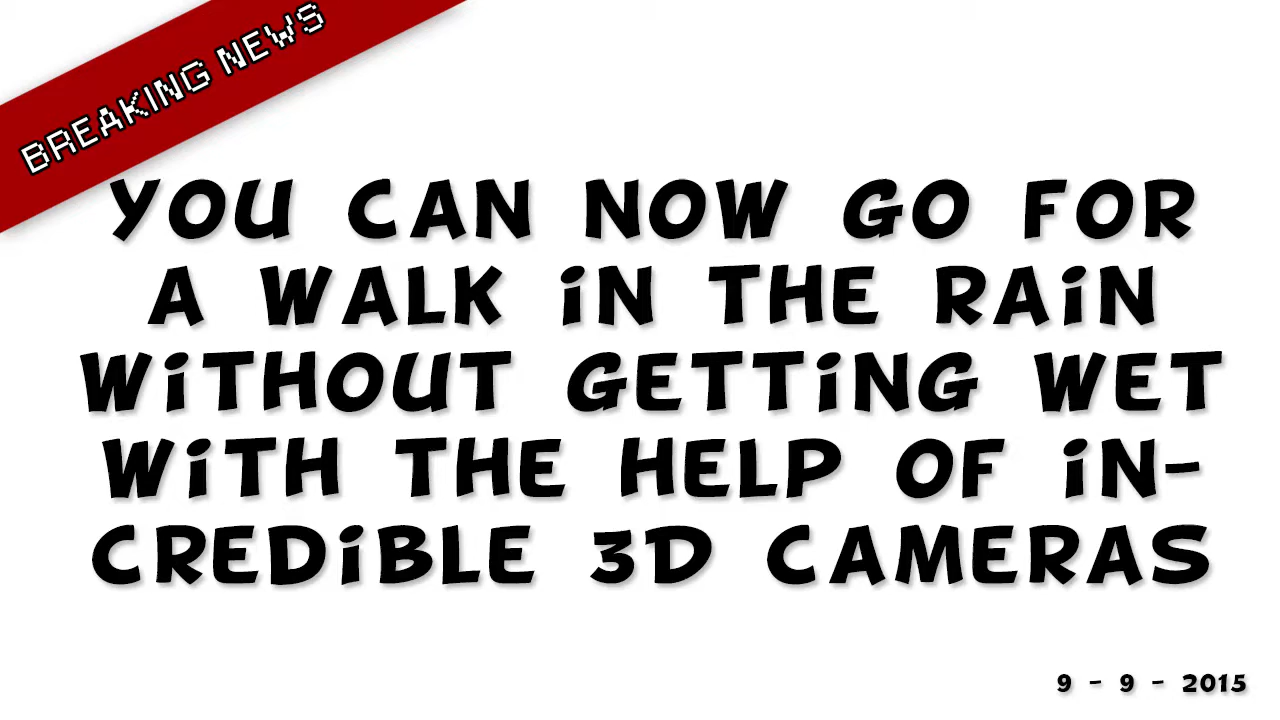 BREAKING NEWS
YOU CAN NOW GO FOR
A WALK iN THE RAiN
WiTHOUT GETTiNG WET
WiTH THE HELP OF iN-
CREDiBLE 3D CAMERAS
9 - 9 - 2015